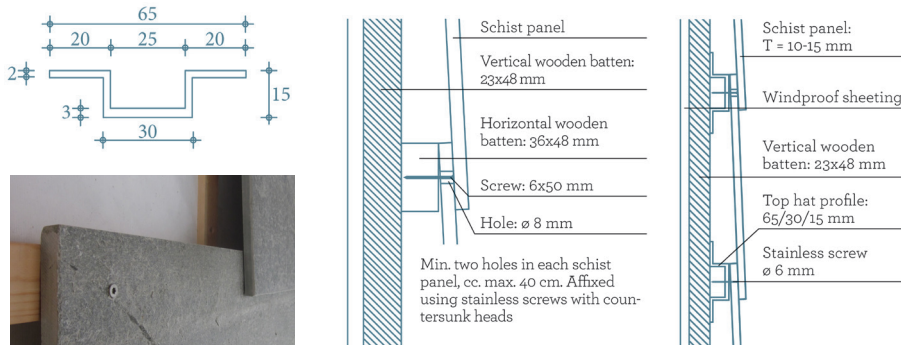 65
20 25 20
2
15
3
30
Schist panel
Vertical wooden batten:
23x48 mm
Horizontal wooden
batten: 36x48 mm
Screw: 6x50 mm
Hole: ø 8 mm
Min. two holes in each schist
panel, cc. max. 40 cm. Affixed
using stainless screws with coun-
tersunk heads
Schist panel:
T = 10-15 mm
Windproof sheeting
Vertical wooden
batten: 23x48 mm
Top hat profile:
65/30/15 mm
Stainless screw
ø 6 mm